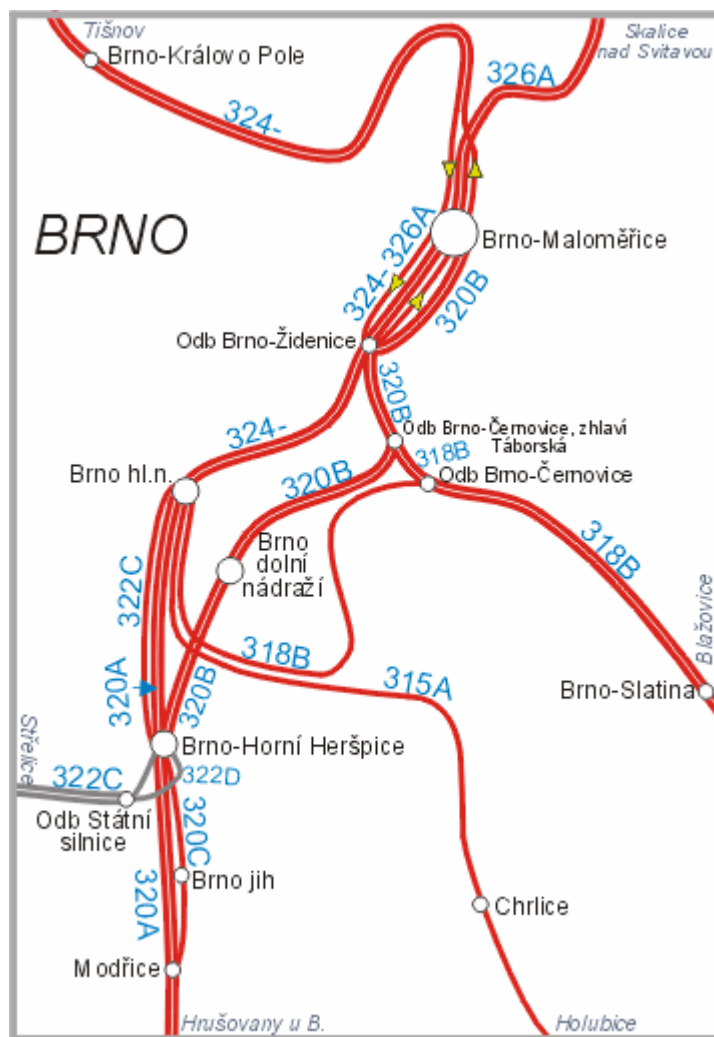 Tišnov
Skalice
nad Svitavou
Brno-Královo Pole
326A
324-
BRNO
324-326A
Brno-Maloměřice
320B
Odb Brno-Židenice
320B
324-
Odb Brno-Černovice, zhlaví
Táborská
318B
Brno hl.n.
320B
Odb Brno-Černovice
Brno
dolní
nádraží
318B
322C
Blažovice
318B
315A
320A
320B
Brno-Slatina
Střelice
Brno-Horní Heršpice
322C
322D
Odb Státní
silnice
320C
Brno jih
320A
Chrlice
Modřice
Hrušovany u B.
Holubice